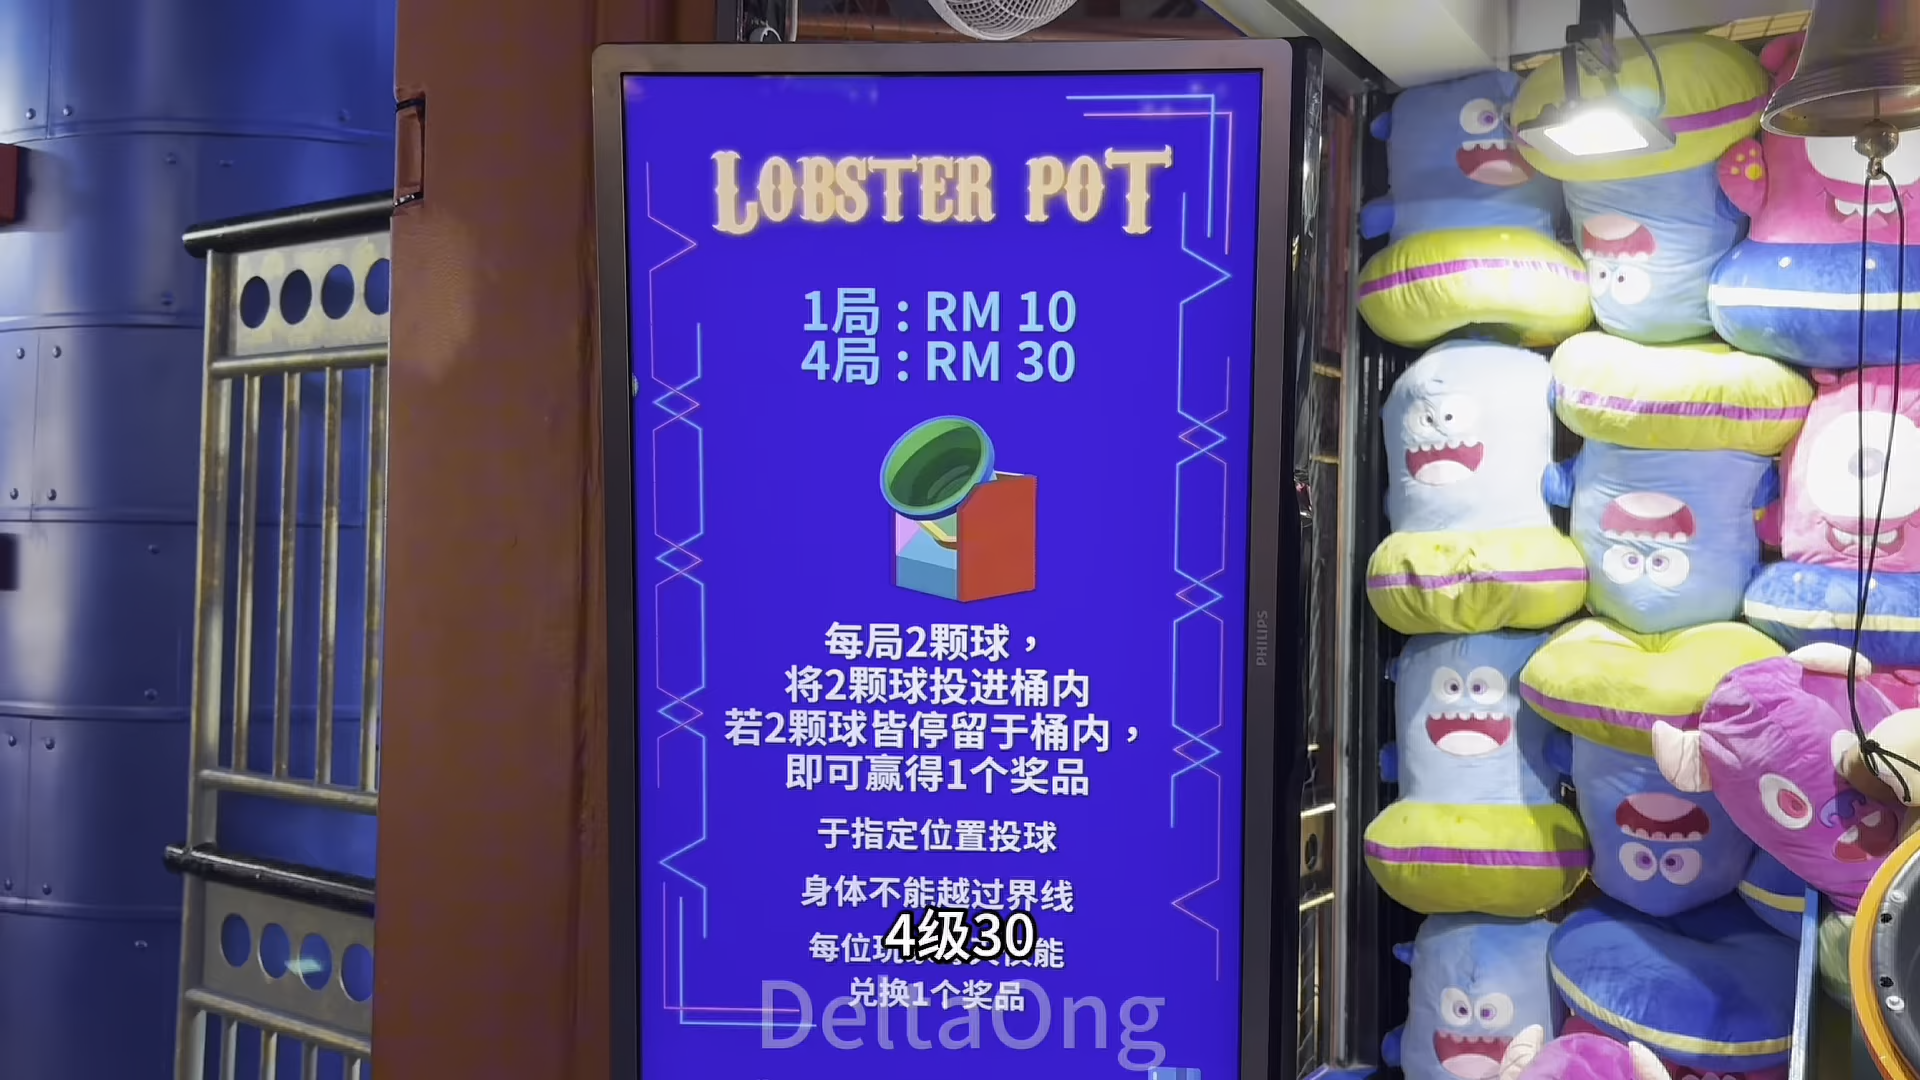 LOBSTER POT
1局 : RM 10
4局 : RM 30
每局2颗球，
将2颗球投进桶内
若2颗球皆停留于桶内，
即可赢得1个奖品
于指定位置投球
身体不能越过界线
每位玩
能
4级30
兑换1个奖品
DeltaOng
PHILIPS